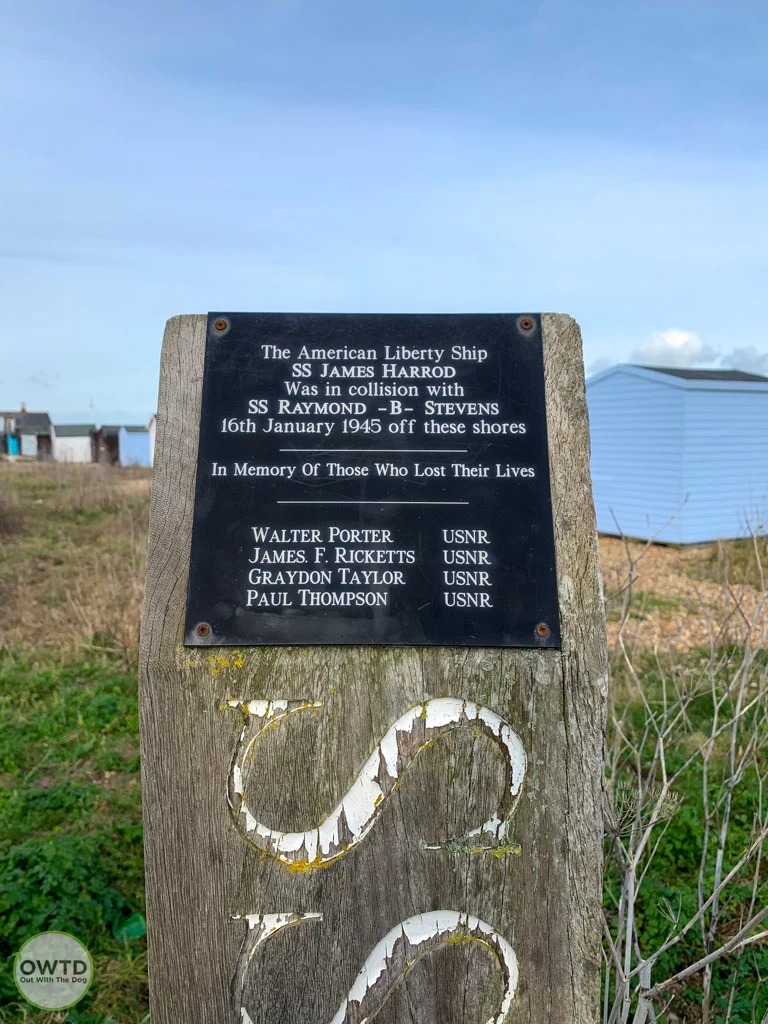 The American Liberty Ship
SS JAMES HARROD
Was in collision with
SS RAYMOND -B- STEVENS
16th January 1945 off these shores
In Memory Of Those Who Lost Their Lives
WALTER PORTER USNR
JAMES. F. RICKETTS USNR
GRAYDON TAYLOR USNR
PAUL THOMPSON USNR
S
S
OWTD
Out With The Dog